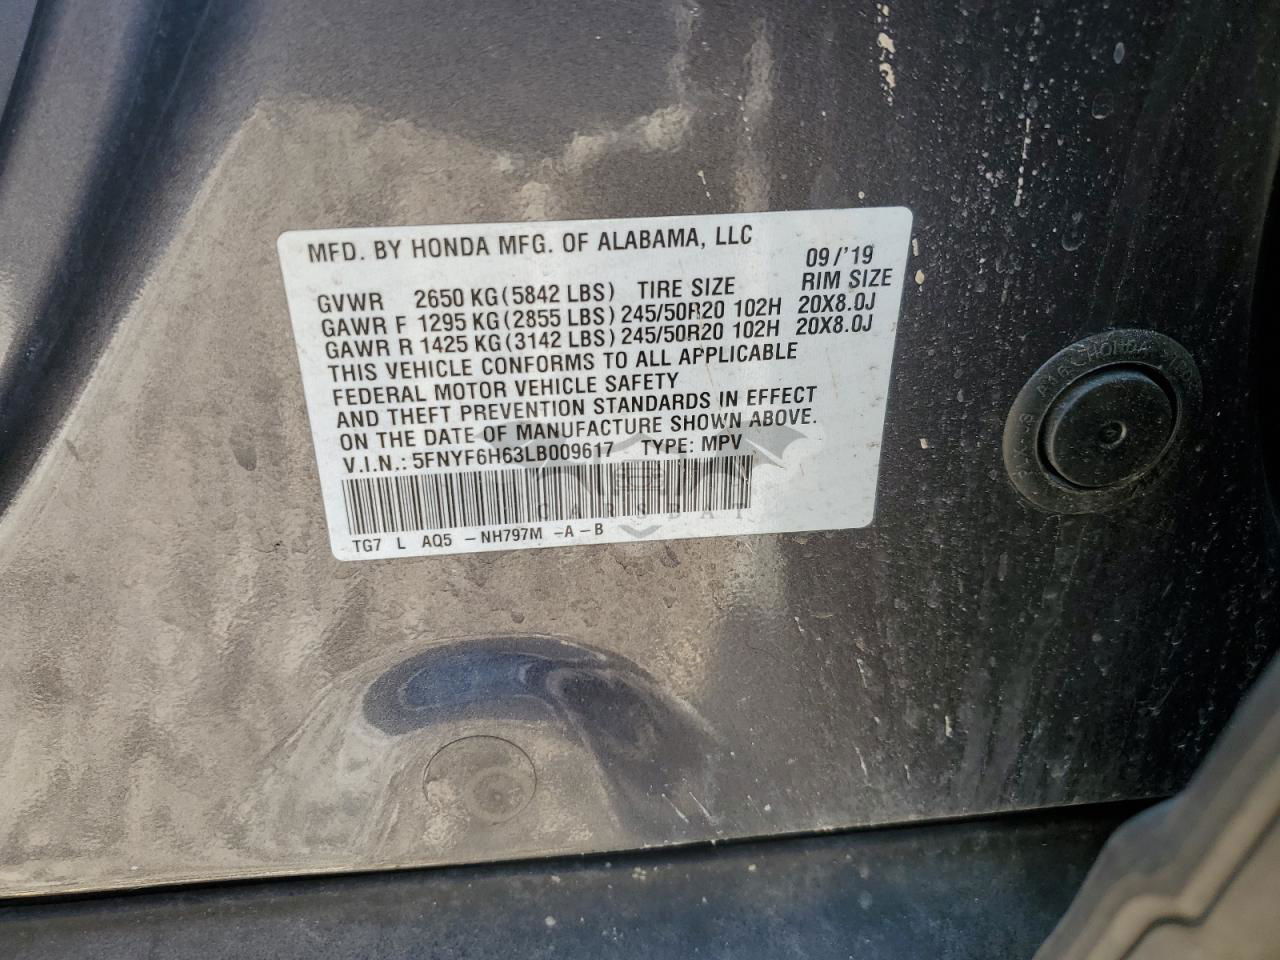 MFD. BY HONDA MFG. OF ALABAMA, LLC 09/'19
GVWR 2650 KG (5842 LBS) TIRE SIZE RIM SIZE
GAWR F 1295 KG (2855 LBS) 245/50R20 102H 20X8.0J
GAWR R 1425 KG (3142 LBS) 245/50R20 102H 20X8.0J
THIS VEHICLE CONFORMS TO ALL APPLICABLE
FEDERAL MOTOR VEHICLE SAFETY
AND THEFT PREVENTION STANDARDS IN EFFECT
ON THE DATE OF MANUFACTURE SHOWN ABOVE.
V.I.N.: 5FNYF6H63LB009617 TYPE: MPV
CARSBAT
TG7 L AQ5 -NH797M -A-B
HONDA